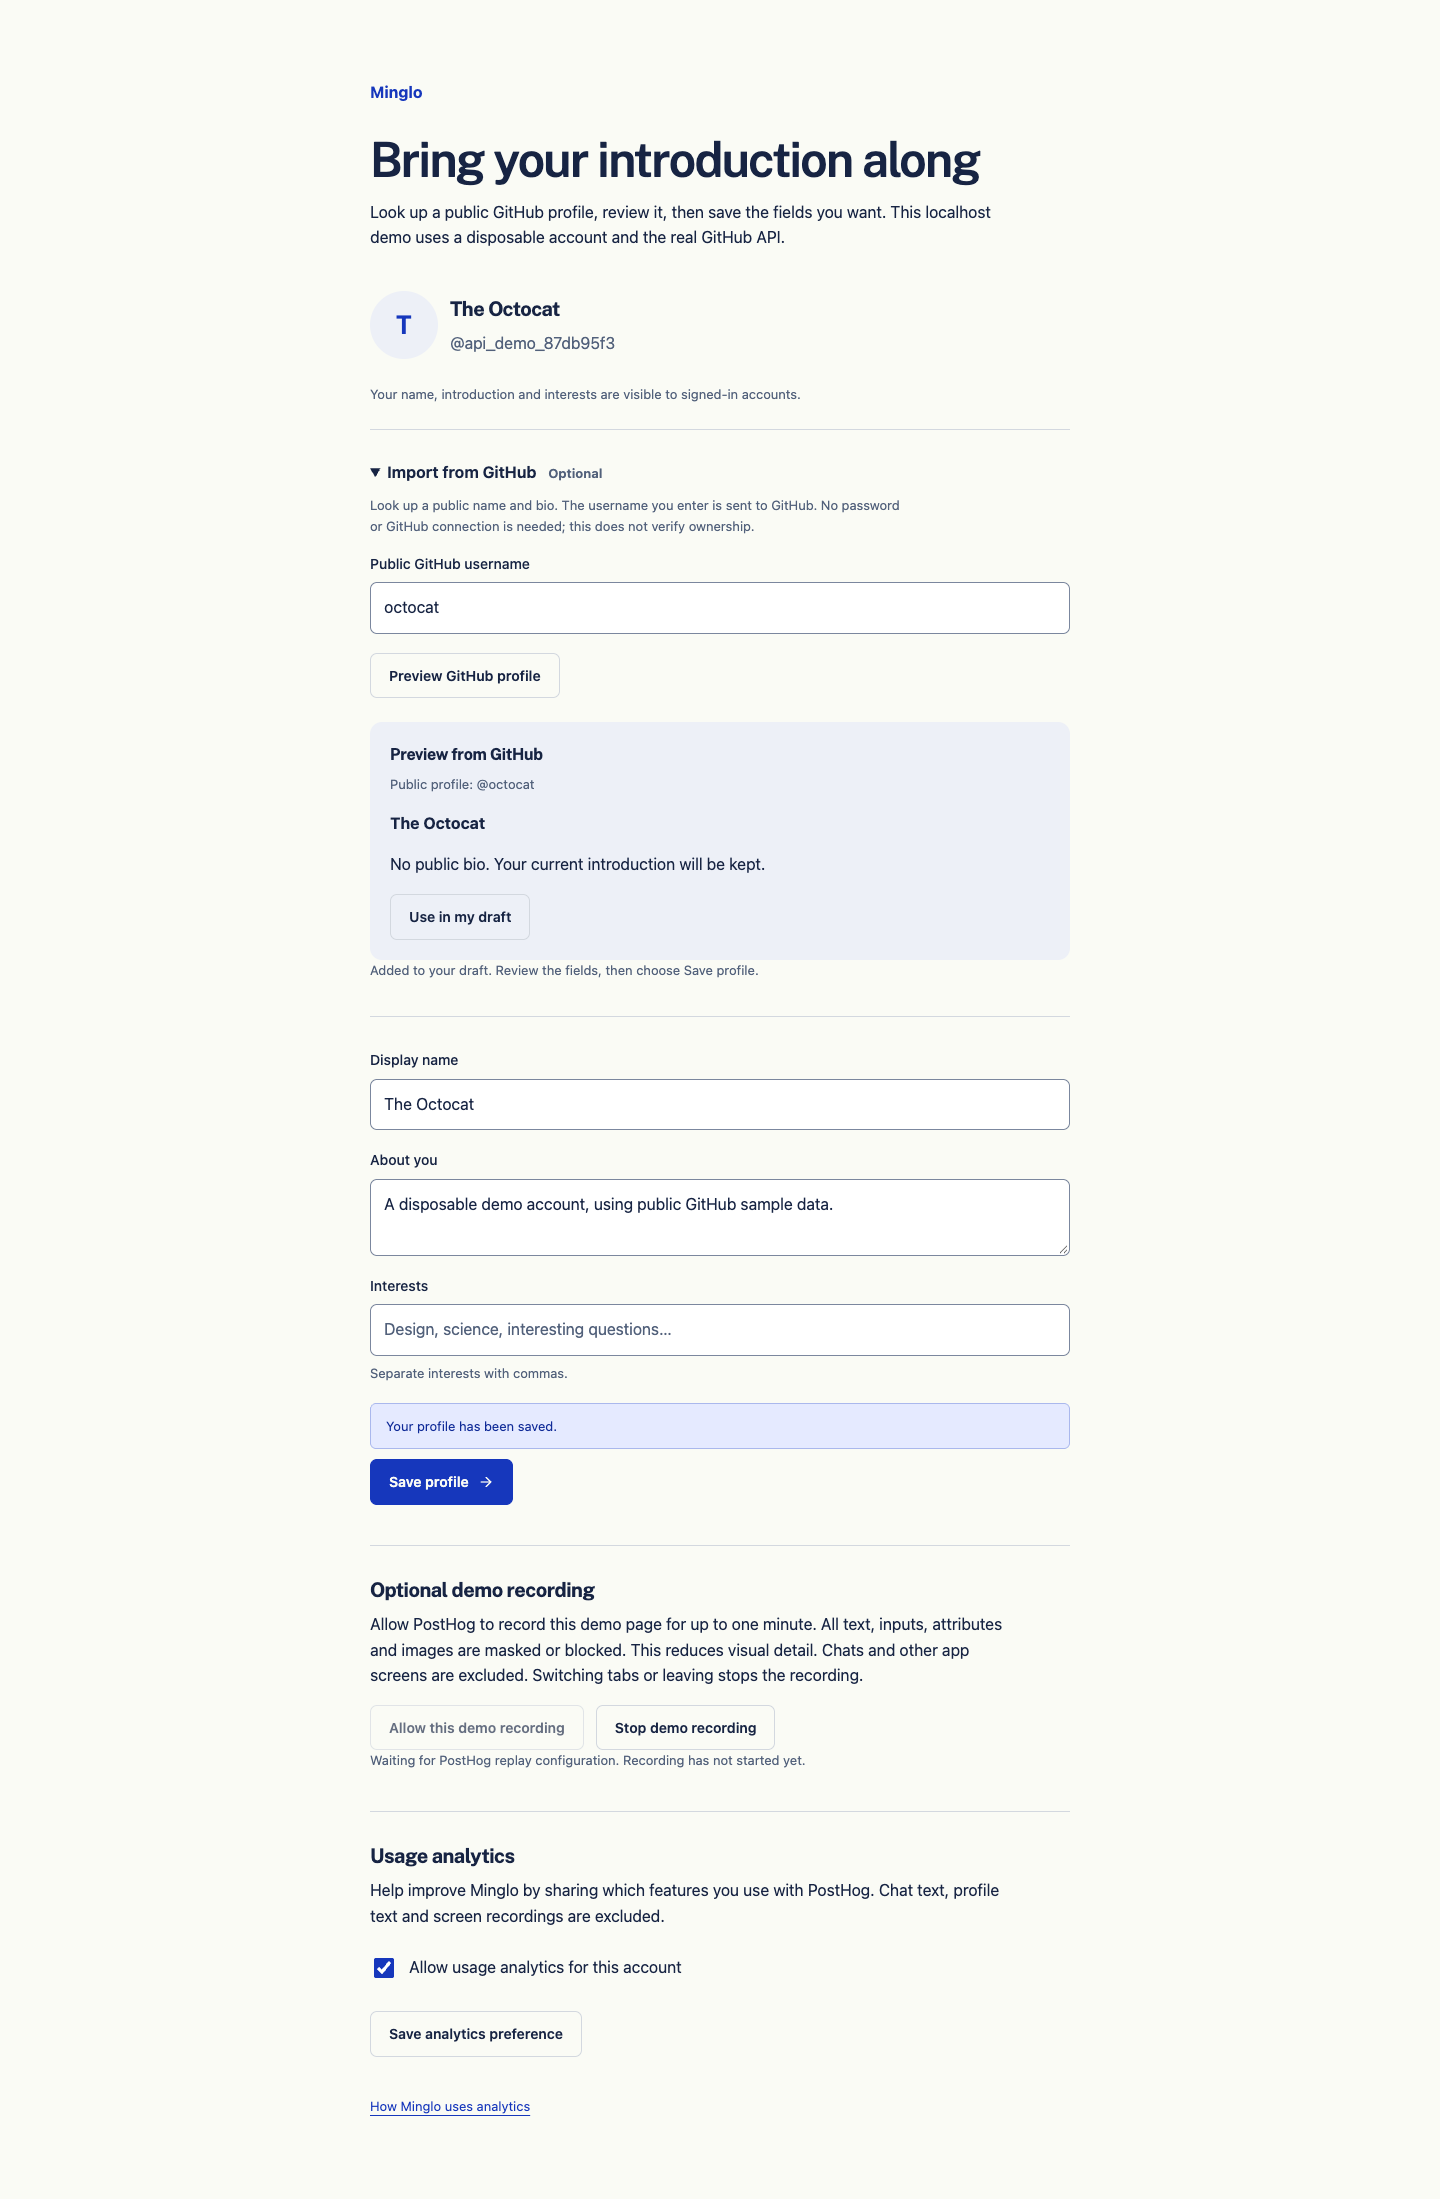 Minglo
Bring your introduction along
Look up a public GitHub profile, review it, then save the fields you want. This localhost
demo uses a disposable account and the real GitHub API.
T
The Octocat
@api_demo_87db95f3
Your name, introduction and interests are visible to signed-in accounts.
▼ Import from GitHub Optional
Look up a public name and bio. The username you enter is sent to GitHub. No password
or GitHub connection is needed; this does not verify ownership.
Public GitHub username
octocat
Preview GitHub profile
Preview from GitHub
Public profile: @octocat
The Octocat
No public bio. Your current introduction will be kept.
Use in my draft
Added to your draft. Review the fields, then choose Save profile.
Display name
The Octocat
About you
A disposable demo account, using public GitHub sample data.
Interests
Design, science, interesting questions...
Separate interests with commas.
Your profile has been saved.
Save profile →
Optional demo recording
Allow PostHog to record this demo page for up to one minute. All text, inputs, attributes
and images are masked or blocked. This reduces visual detail. Chats and other app
screens are excluded. Switching tabs or leaving stops the recording.
Allow this demo recording Stop demo recording
Waiting for PostHog replay configuration. Recording has not started yet.
Usage analytics
Help improve Minglo by sharing which features you use with PostHog. Chat text, profile
text and screen recordings are excluded.
Allow usage analytics for this account
Save analytics preference
How Minglo uses analytics